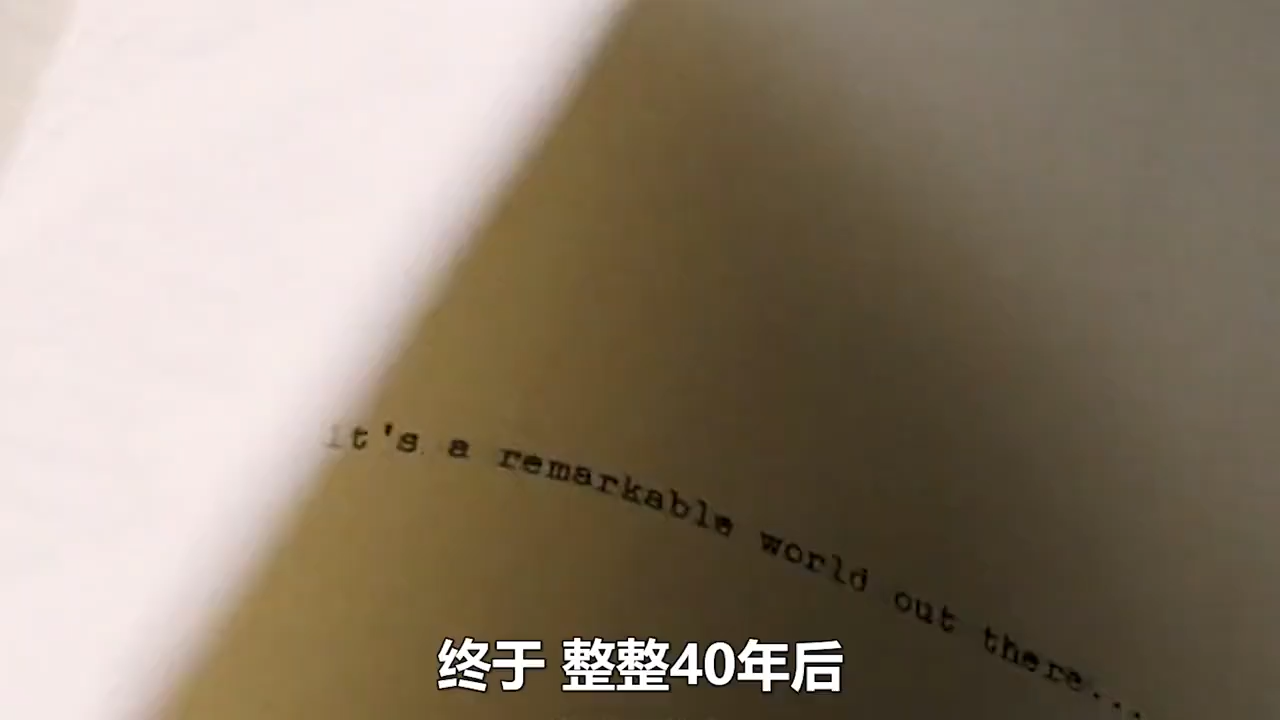 it's a remarkable world out there...
终于 整整40年后